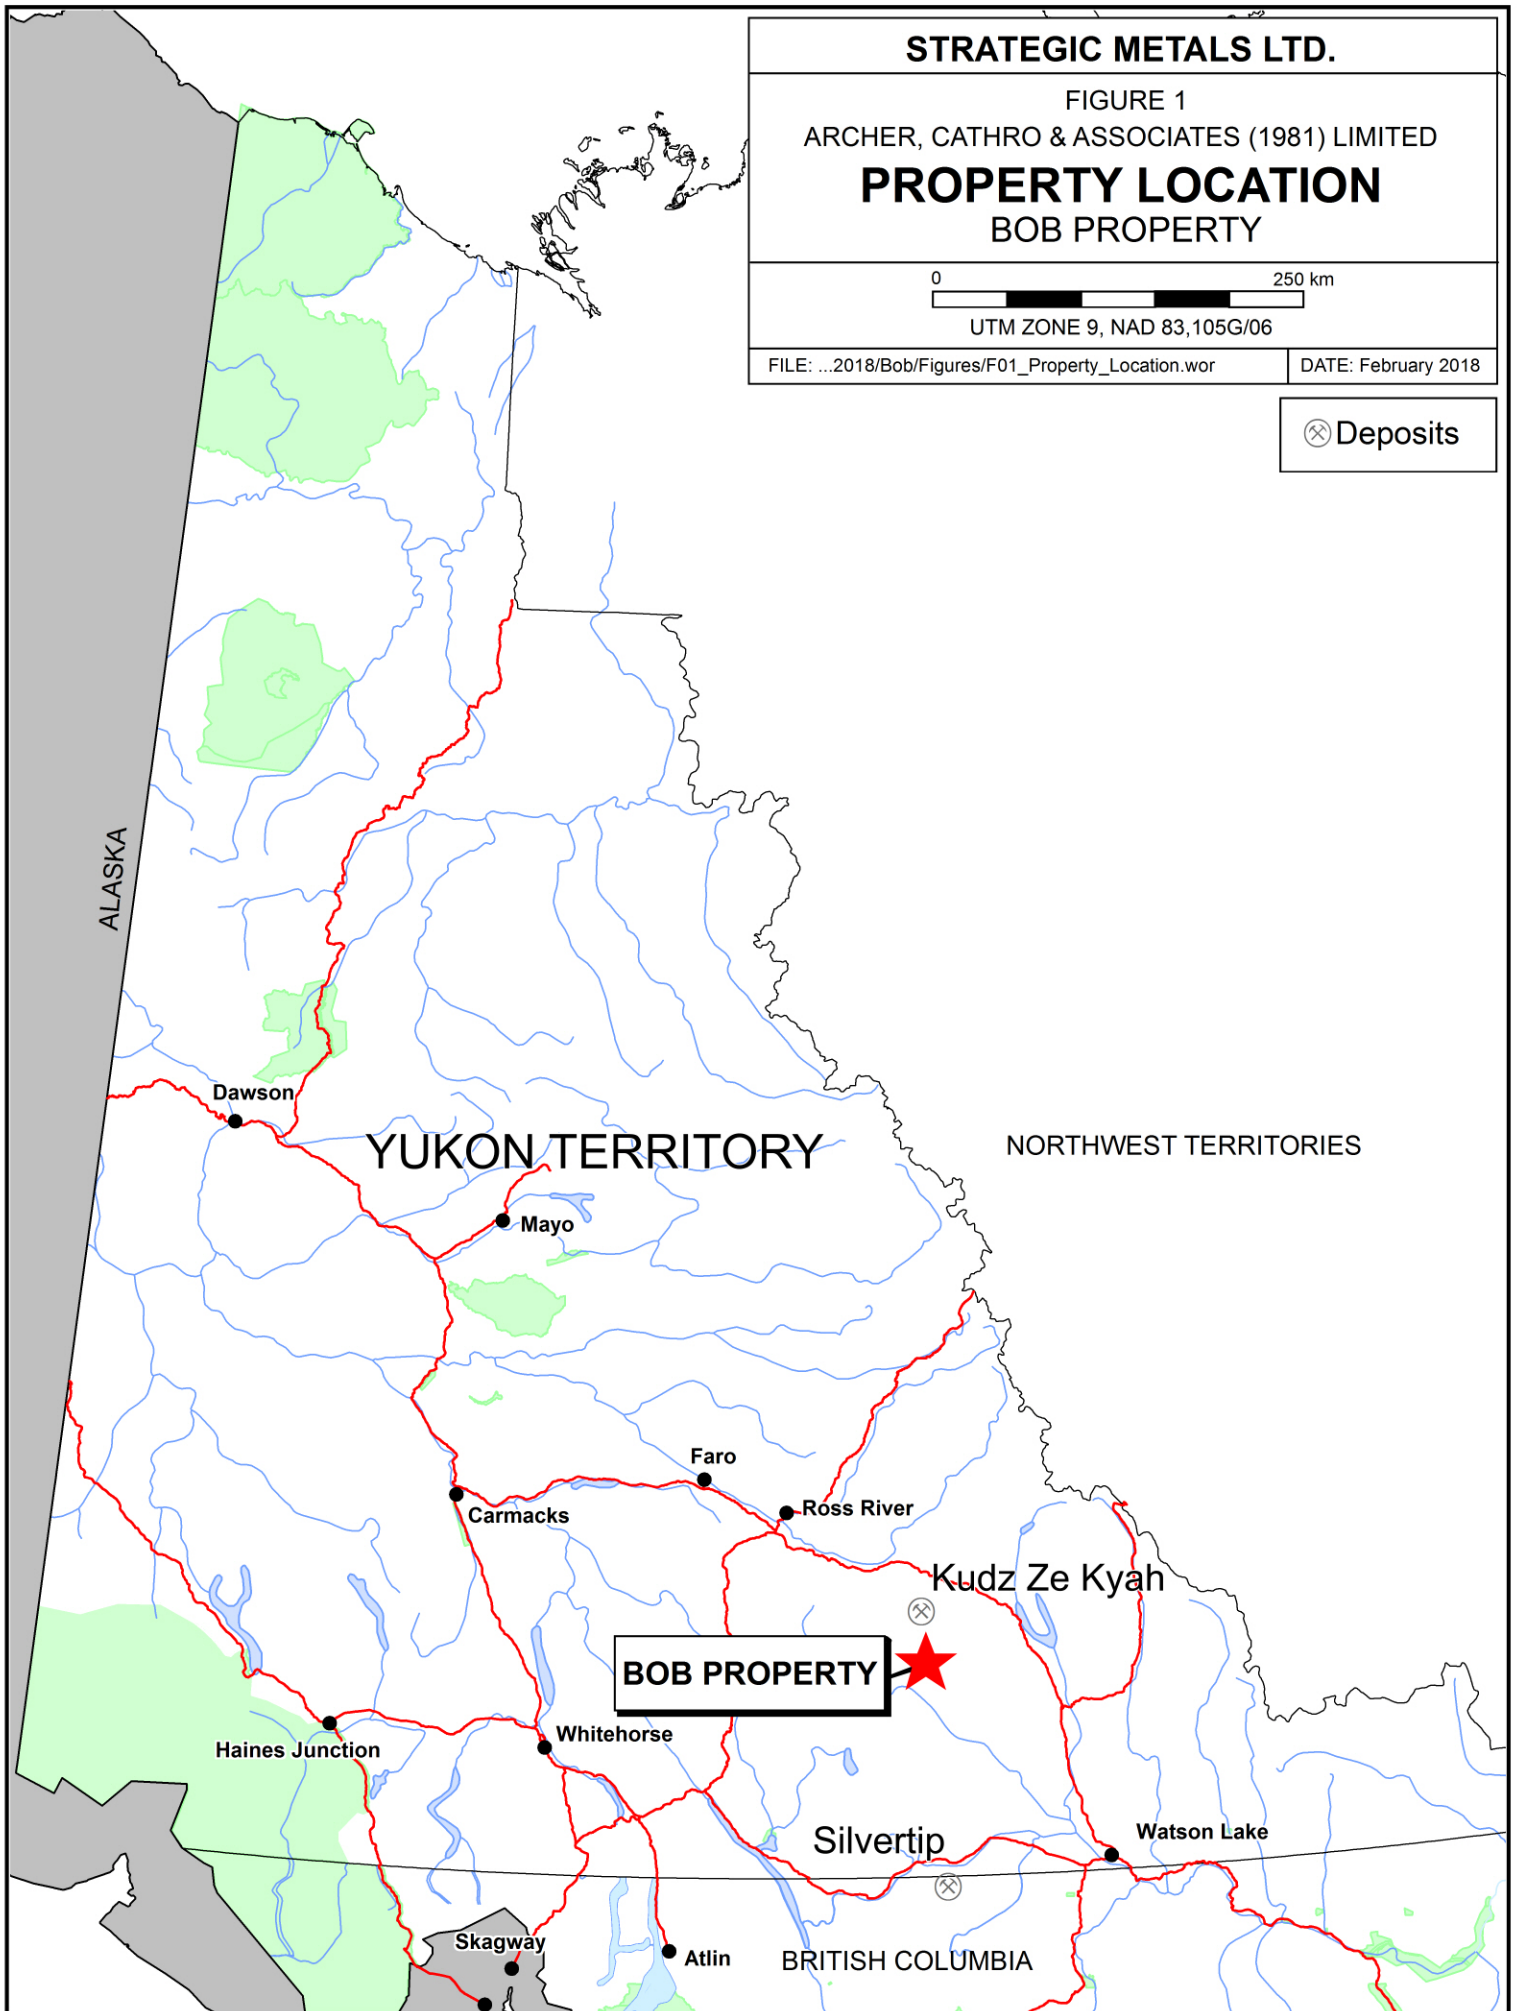 STRATEGIC METALS LTD.
FIGURE 1
ARCHER, CATHRO & ASSOCIATES (1981) LIMITED
PROPERTY LOCATION
BOB PROPERTY
0 250 km
UTM ZONE 9, NAD 83,105G/06
FILE: ...2018/Bob/Figures/F01_Property_Location.wor DATE: February 2018
Deposits
ALASKA
Dawson
YUKON TERRITORY
NORTHWEST TERRITORIES
Mayo
Faro
Ross River
Carmacks
Kudz Ze Kyah
BOB PROPERTY
Whitehorse
Haines Junction
Silvertip
Watson Lake
Skagway
Atlin
BRITISH COLUMBIA